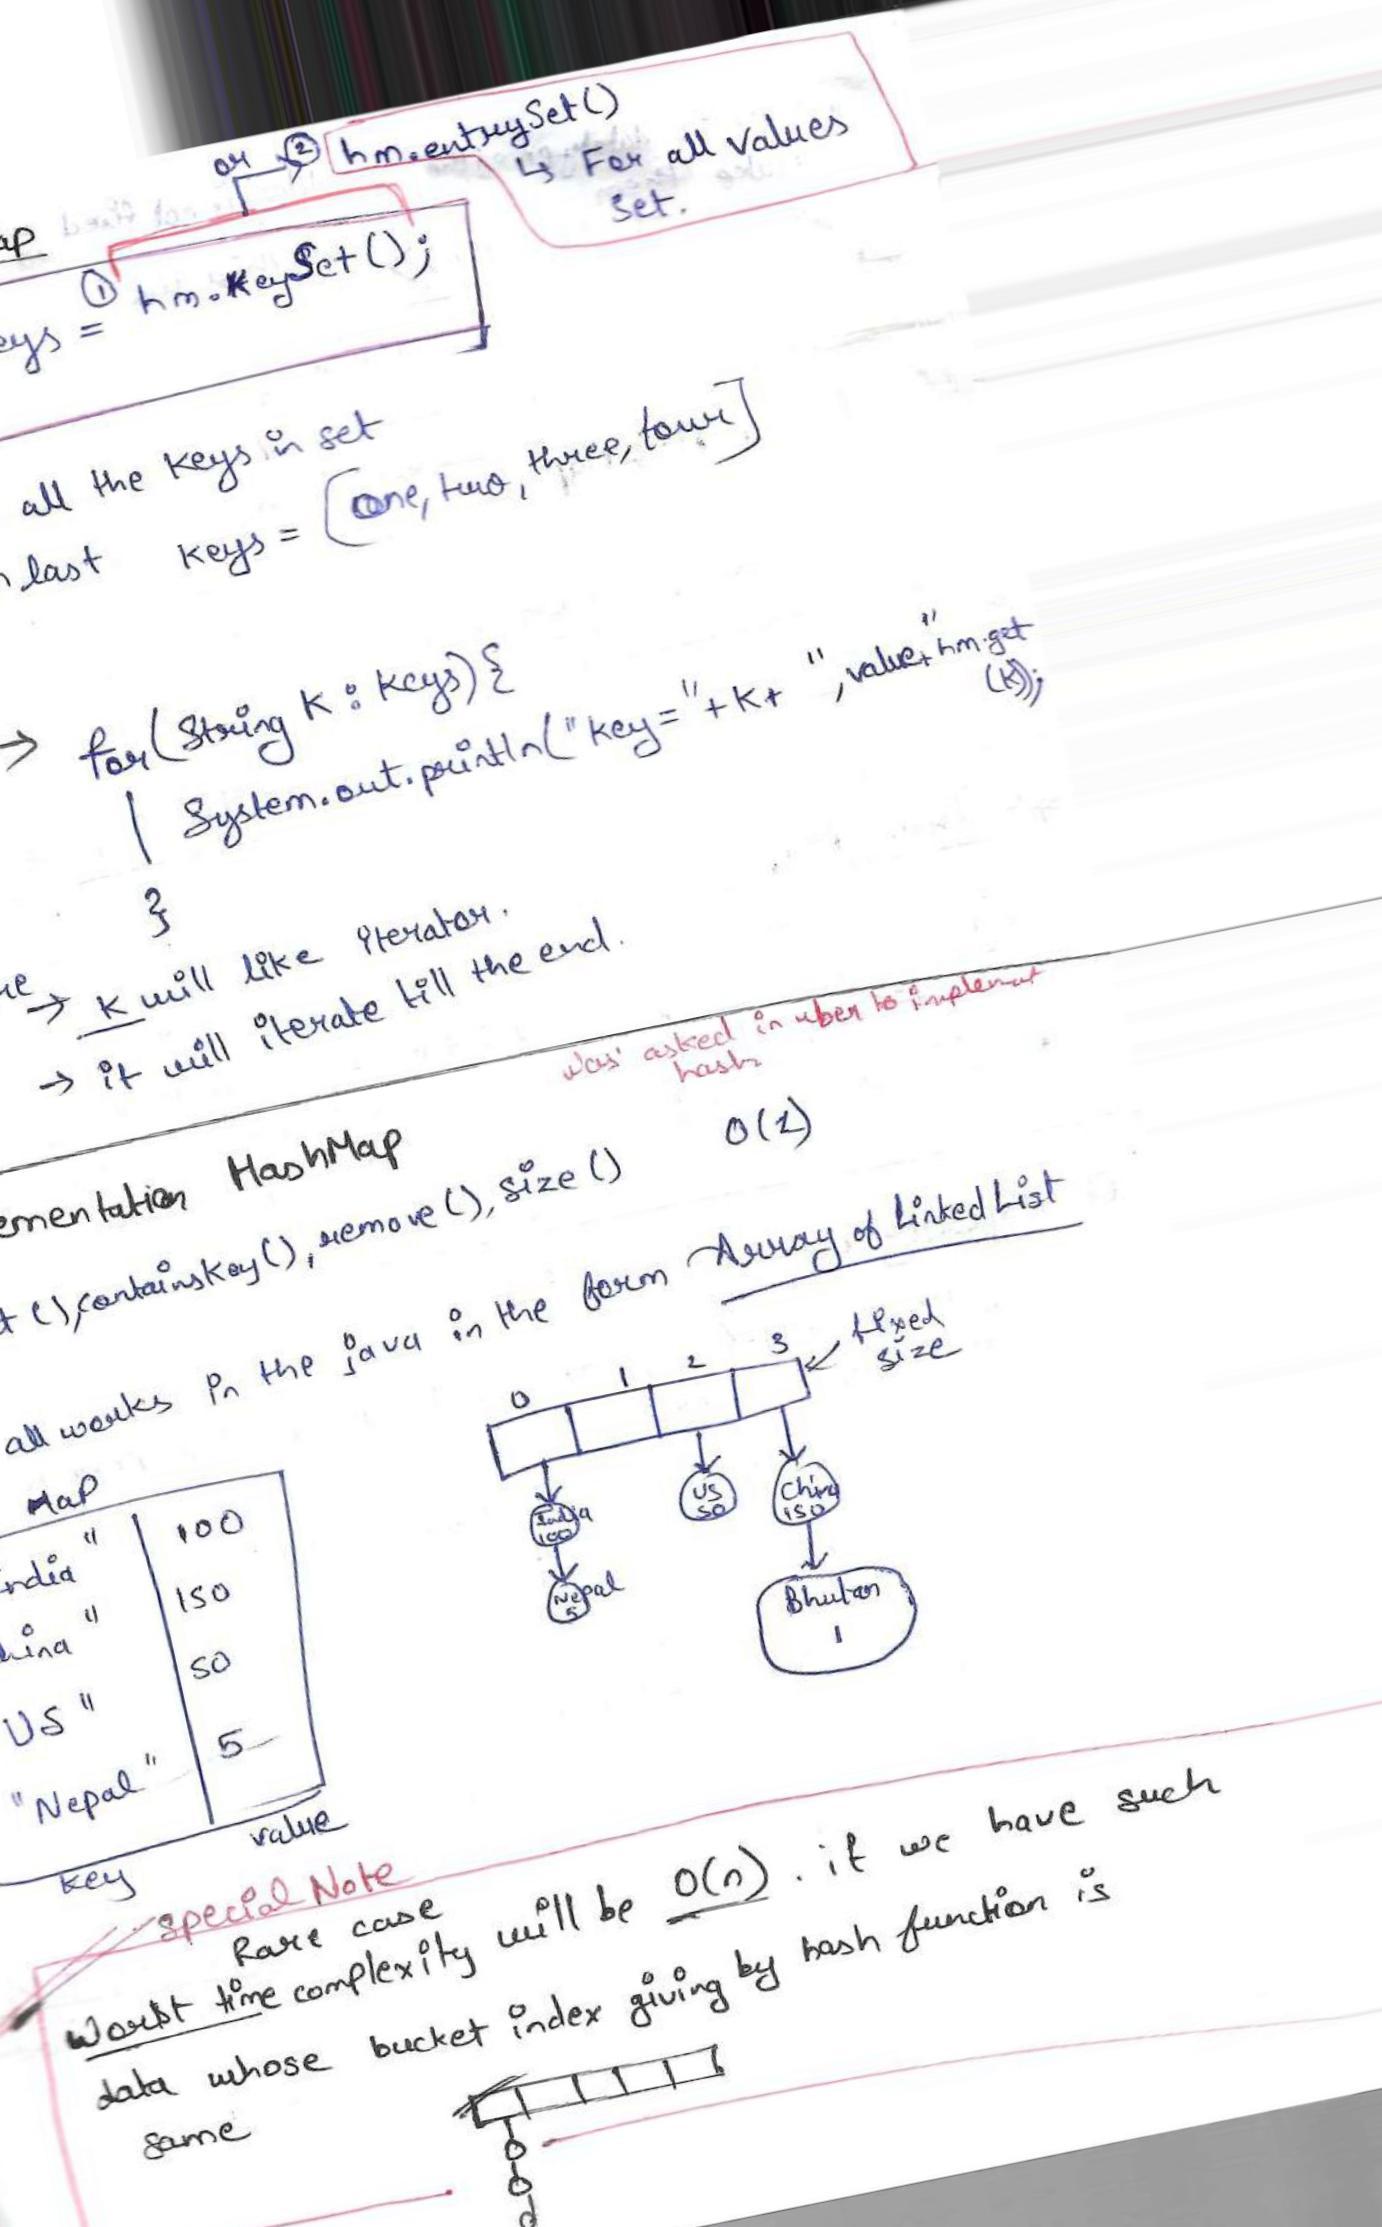 or → ② hm.entrySet()
↳ For all values
Set.
ap
① hm.KeySet();
eys =
all the keys in set
last keys = [one, two, three, four]
→ for(String K : keys){
System.out.println("key="+K+ ", value+"hm.get
(K));
}
→ K will like iterator.
→ it will iterate till the end.
was asked in uber to implement
hash
ementation HashMap
t(), containsKey(), remove(), size() O(1)
all works in the java in the form Array of Linked List
0 1 2 3 ← fixed
size
Map
India" 100
hina" 150
US" 50
"Nepal" 5
key value
India
100
Nepal
5
US
50
China
150
Bhutan
1
Special Note
Rare case
Worst time complexity will be O(n). if we have such
data whose bucket index giving by hash function is
same